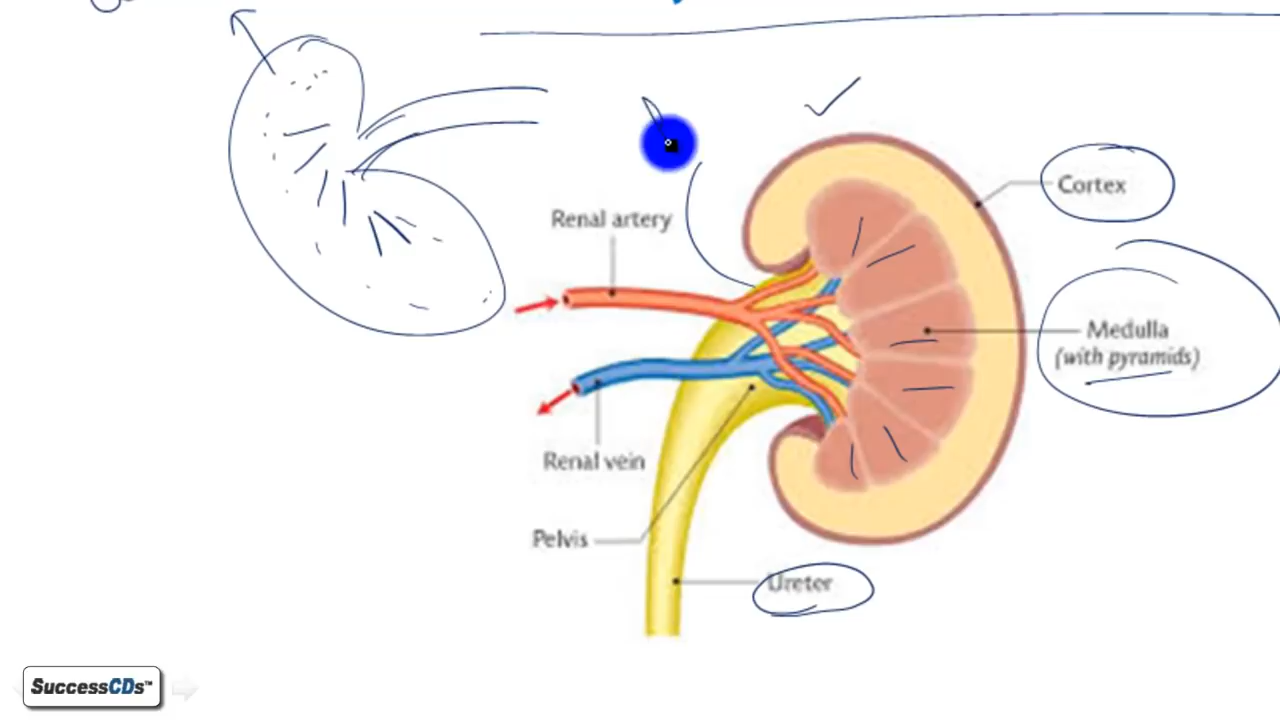 Cortex
Renal artery
Medulla
(with pyramids)
Renal vein
Pelvis
Ureter
SuccessCDs™